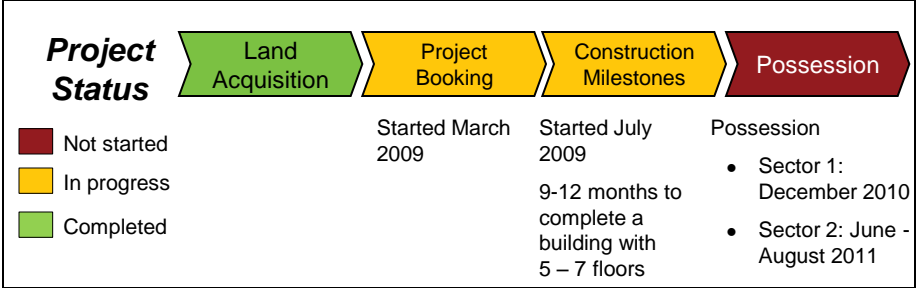 Project
Status
Land
Acquisition
Project
Booking
Construction
Milestones
Possession
Not started
In progress
Completed
Started March
2009
Started July
2009
9-12 months to
complete a
building with
5 – 7 floors
Possession
● Sector 1:
December 2010
● Sector 2: June -
August 2011